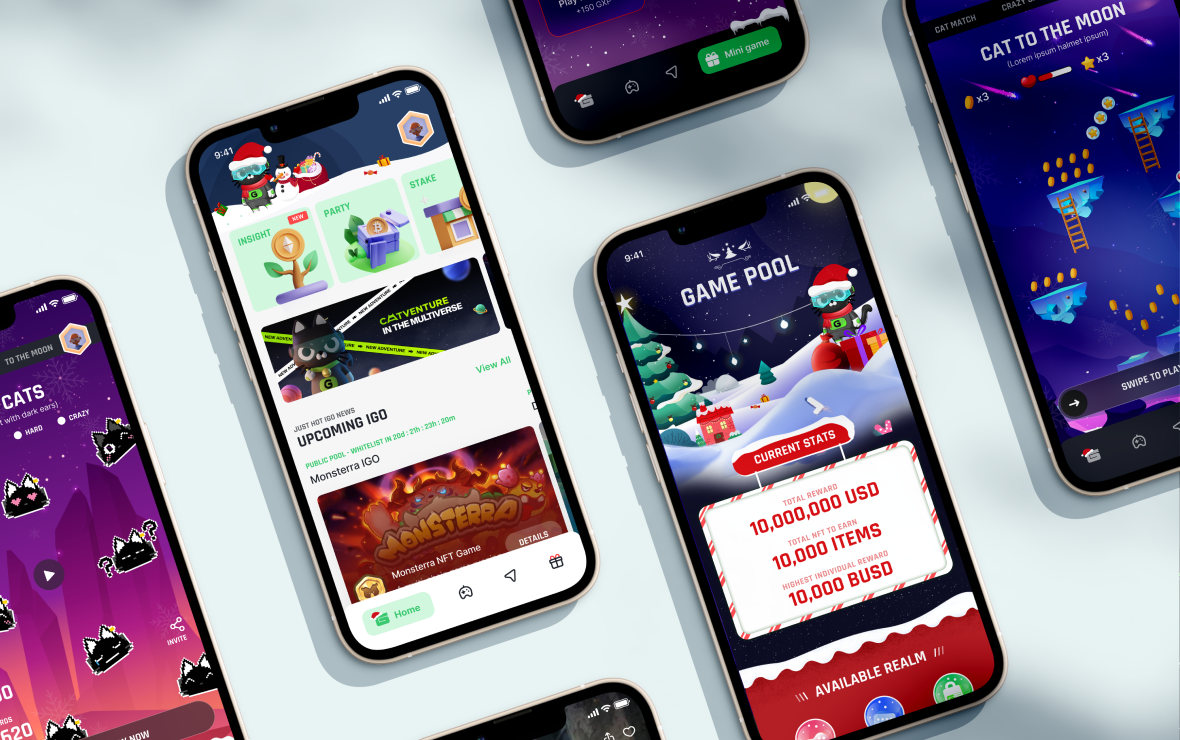 TO THE MOON
CATS
t with dark ears)
HARD
CRAZY
INVITE
520
NOW
9:41
INSIGHT
NEW
PARTY
STAKE
NEW ADVENTURE
CATVENTURE
IN THE MULTIVERSE
NEW ADVENTURE
View All
JUST HOT IGO NEWS
UPCOMING IGO
PUBLIC POOL - WHITELIST IN 20d : 21h : 23h : 20m
Monsterra IGO
MONSTERRA
Monsterra NFT Game
DETAILS
Home
Play
+150 GXP
Mini game
9:41
GAME POOL
G
CURRENT STATS
TOTAL REWARD
10,000,000 USD
TOTAL NFT TO EARN
10,000 ITEMS
HIGHEST INDIVIDUAL REWARD
10,000 BUSD
AVAILABLE REALM
CAT MATCH
CRAZY
CAT TO THE MOON
(Lorem ipsum halmet ipsum)
x3
x3
SWIPE TO PLAY